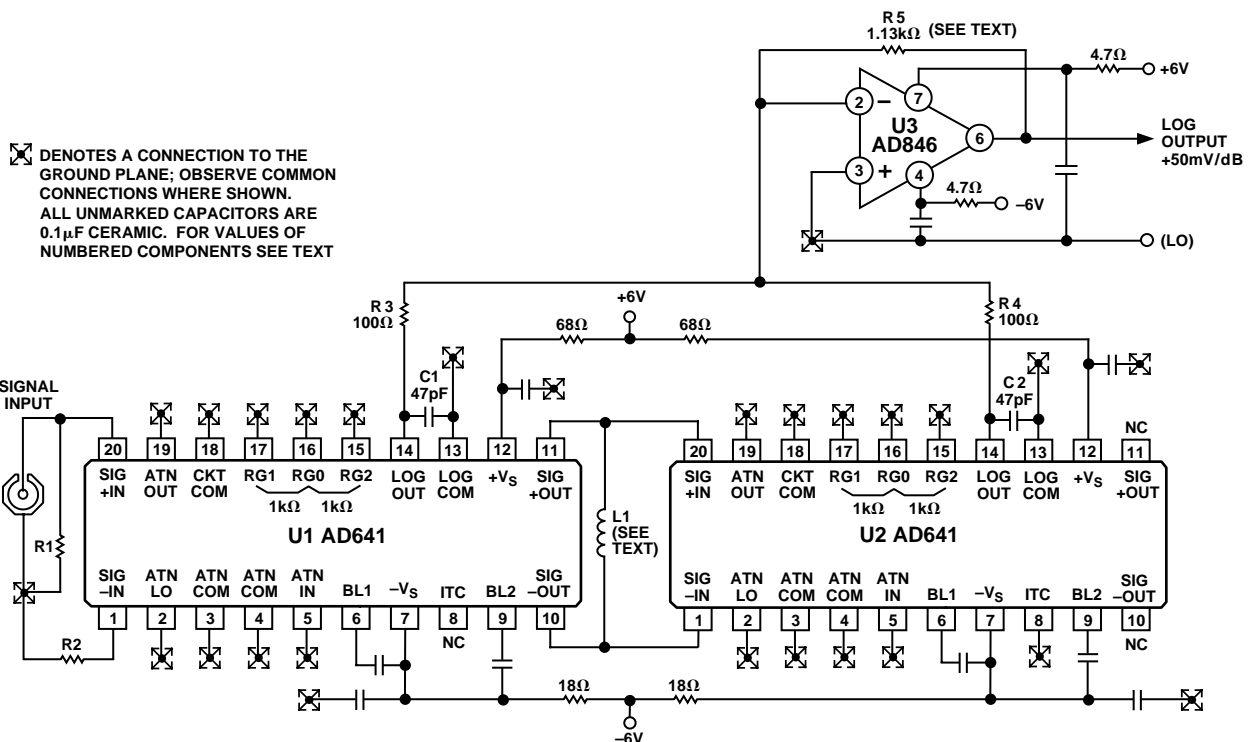 R5
1.13kΩ (SEE TEXT)
4.7Ω
+6V
2
–
7
U3
AD846
6
3
+
4
LOG
OUTPUT
+50mV/dB
4.7Ω
–6V
(LO)
DENOTES A CONNECTION TO THE
GROUND PLANE; OBSERVE COMMON
CONNECTIONS WHERE SHOWN.
ALL UNMARKED CAPACITORS ARE
0.1μF CERAMIC. FOR VALUES OF
NUMBERED COMPONENTS SEE TEXT
R3
100Ω
+6V
68Ω
68Ω
R4
100Ω
C1
47pF
C2
47pF
SIGNAL
INPUT
NC
20 19 18 17 16 15 14 13 12 11
SIG +IN
ATN OUT
CKT COM
RG1 RG0 RG2
1kΩ 1kΩ
LOG OUT
LOG COM
+VS
SIG +OUT
U1 AD641
R1
SIG –IN
ATN LO
ATN COM
ATN COM
ATN IN
BL1
–VS
ITC
BL2
SIG –OUT
1 2 3 4 5 6 7 8 9 10
NC
R2
L1
(SEE
TEXT)
20 19 18 17 16 15 14 13 12 11
SIG +IN
ATN OUT
CKT COM
RG1 RG0 RG2
1kΩ 1kΩ
LOG OUT
LOG COM
+VS
SIG +OUT
U2 AD641
SIG –IN
ATN LO
ATN COM
ATN COM
ATN IN
BL1
–VS
ITC
BL2
SIG –OUT
1 2 3 4 5 6 7 8 9 10
NC
18Ω
18Ω
–6V